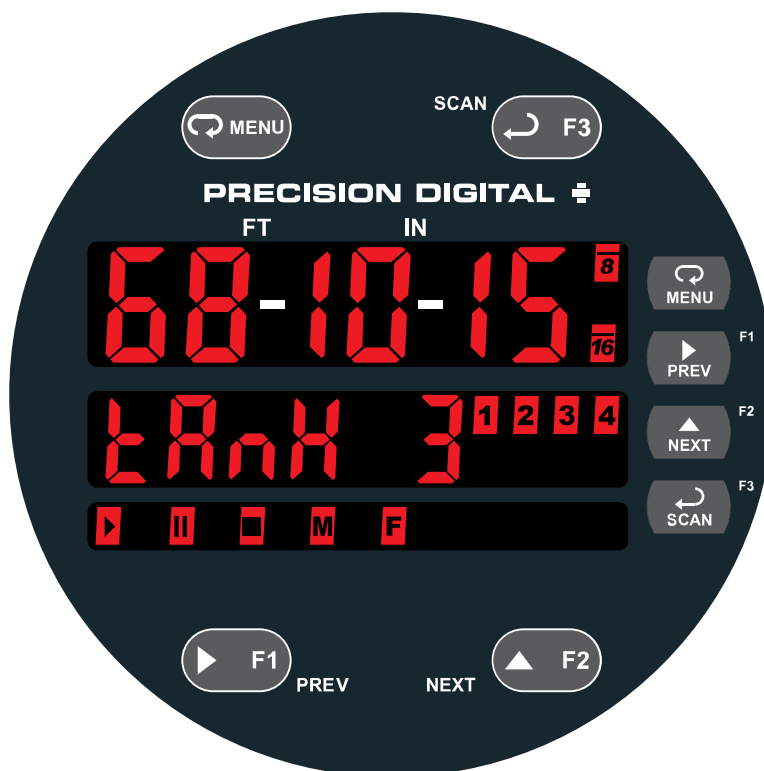 SCAN
MENU
F3
PRECISION DIGITAL
FT IN
68-10-15 8
16
MENU
F1
PREV
tAnK 3 1 2 3 4
F2
NEXT
F3
SCAN
M F
F1
PREV
NEXT
F2